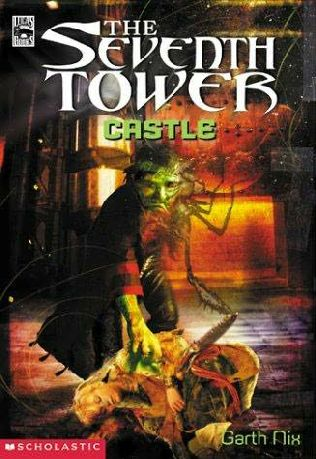 THE
SEVENTH
TOWER
CASTLE
Garth Nix
SCHOLASTIC